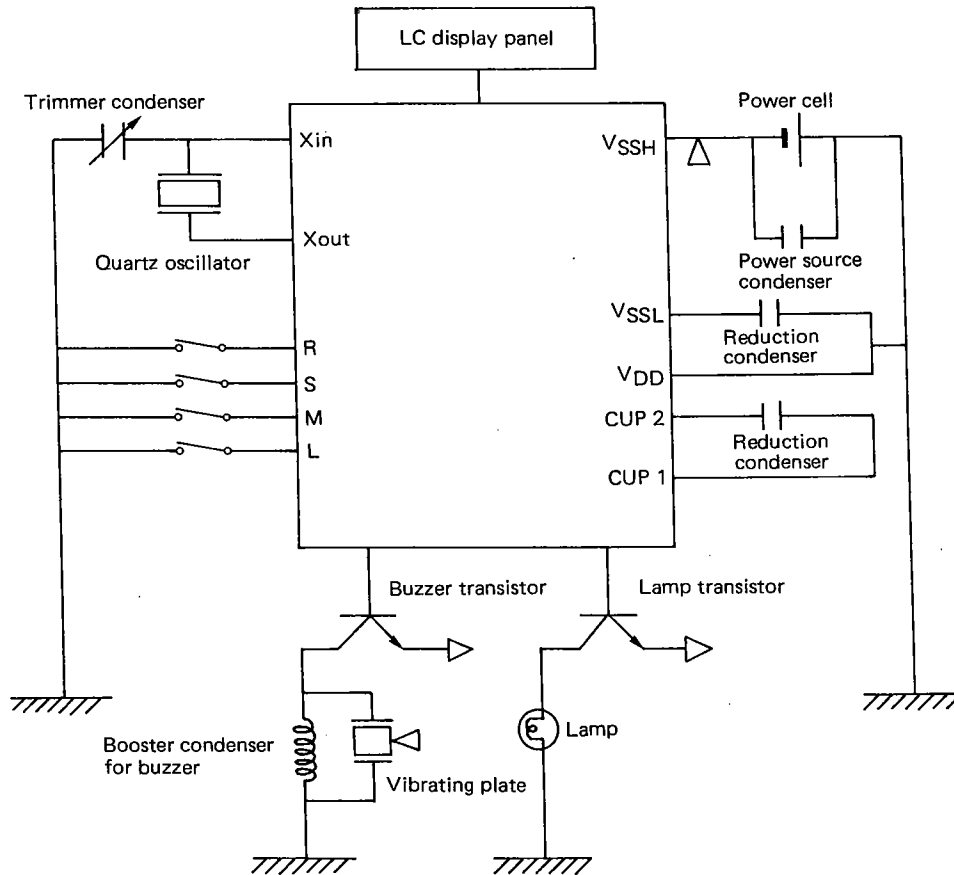 LC display panel
Trimmer condenser
Power cell
Xin
VSSH
Xout
Quartz oscillator
Power source
condenser
VSSL
Reduction
condenser
R
VDD
S
M
CUP 2
L
Reduction
condenser
CUP 1
Buzzer transistor
Lamp transistor
Booster condenser
for buzzer
Vibrating plate
Lamp